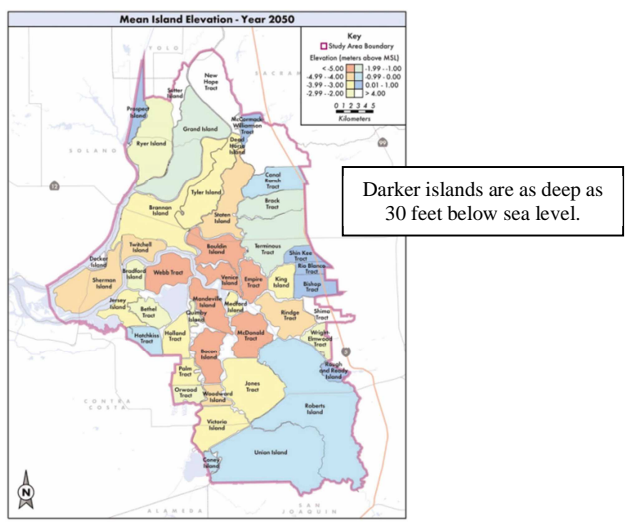 Mean Island Elevation - Year 2050
Key
Study Area Boundary
Elevation (meters above MSL)
< -5.00
-1.99 - -1.00
-4.99 - -4.00
-0.99 - 0.00
-3.99 - -3.00
0.01 - 1.00
-2.99 - -2.00
> 4.00
0 1 2 3 4 5
Kilometers
YOLO
SOLANO
CONTRA
COSTA
ALAMEDA
SAN
JOAQUIN
New
Hope
Tract
Sutter
Island
Prospect
Island
Grand Island
McCormack
Williamson
Tract
Ryer Island
Dead
Horse
Island
Canal
Ranch
Tract
Tyler Island
Brack
Tract
Brannan
Island
Staten
Island
Twitchell
Island
Bouldin
Island
Terminous
Tract
Shin Kee
Tract
Rio Blanco
Tract
Decker
Island
Sherman
Island
Bradford
Island
Webb Tract
Venice
Island
Empire
Tract
King
Island
Bishop
Tract
Jersey
Island
Bethel
Tract
Mandeville
Island
Quimby
Island
Medford
Island
Rindge
Tract
Shima
Tract
Hotchkiss
Tract
Holland
Tract
McDonald
Tract
Wright
Elmwood
Tract
Bacon
Island
Palm
Tract
Rough
and Ready
Island
Orwood
Tract
Woodward
Island
Jones
Tract
Roberts
Island
Victoria
Island
Union Island
Coney
Island
N
Darker islands are as deep as
30 feet below sea level.